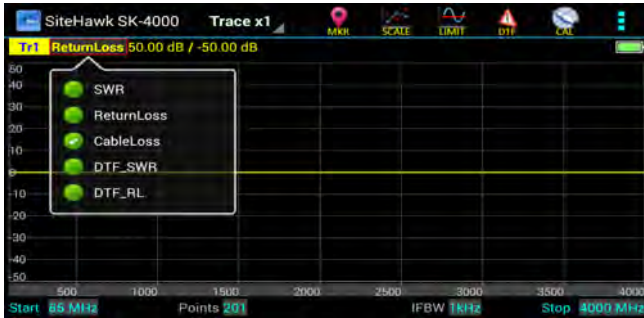 SiteHawk SK-4000 Trace x1 MKR SCALE LIMIT DTF CAL
Tr1 ReturnLoss 50.00 dB / -50.00 dB
50
40
30
20
10
0
-10
-20
-30
-40
-50
SWR
ReturnLoss
CableLoss
DTF_SWR
DTF_RL
500 1000 1500 2000 2500 3000 3500 4000
Start 85 MHz Points 201 IFBW 1kHz Stop 4000 MHz